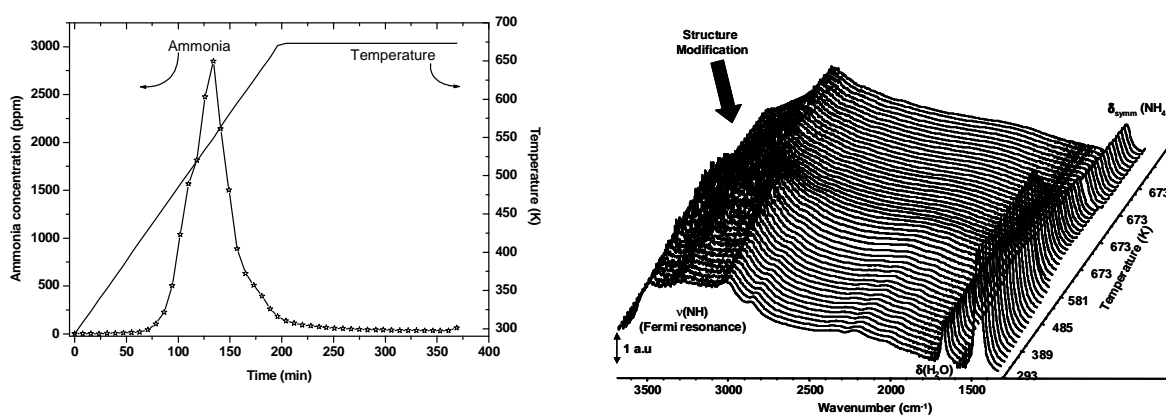 700
3000
2500
2000
1500
1000
500
0
Ammonia concentration (ppm)
Ammonia
Temperature
650
600
550
500
450
400
350
300
Temperature (K)
0 50 100 150 200 250 300 350 400
Time (min)
Structure
Modification
δsymm (NH4
673
673
673
673
581
485
389
293
Temperature (K)
ν(NH)
(Fermi resonance)
1 a.u
δ(H2O)
3500 3000 2500 2000 1500
Wavenumber (cm-1)